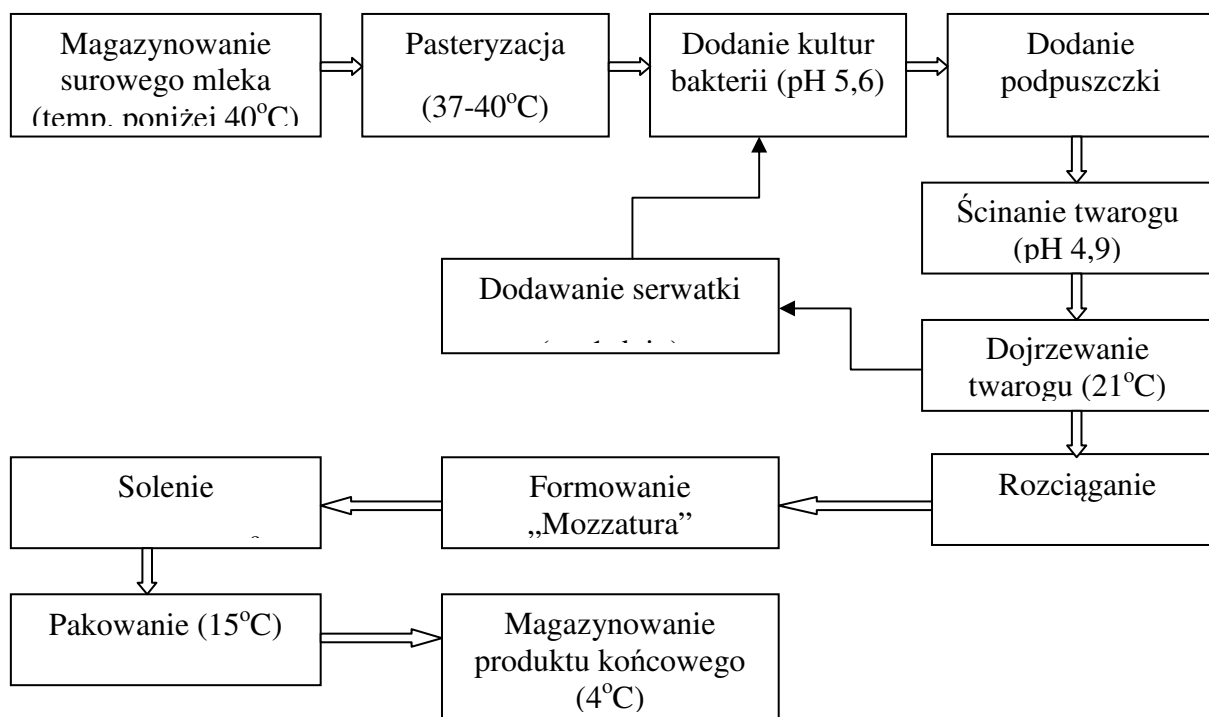 Magazynowanie
surowego mleka
(temp. poniżej 40°C)
Pasteryzacja
(37-40°C)
Dodanie kultur
bakterii (pH 5,6)
Dodanie
podpuszczki
Ścinanie twarogu
(pH 4,9)
Dodawanie serwatki
Dojrzewanie
twarogu (21°C)
Rozciąganie
Formowanie
„Mozzatura”
Solenie
Pakowanie (15°C)
Magazynowanie
produktu końcowego
(4°C)